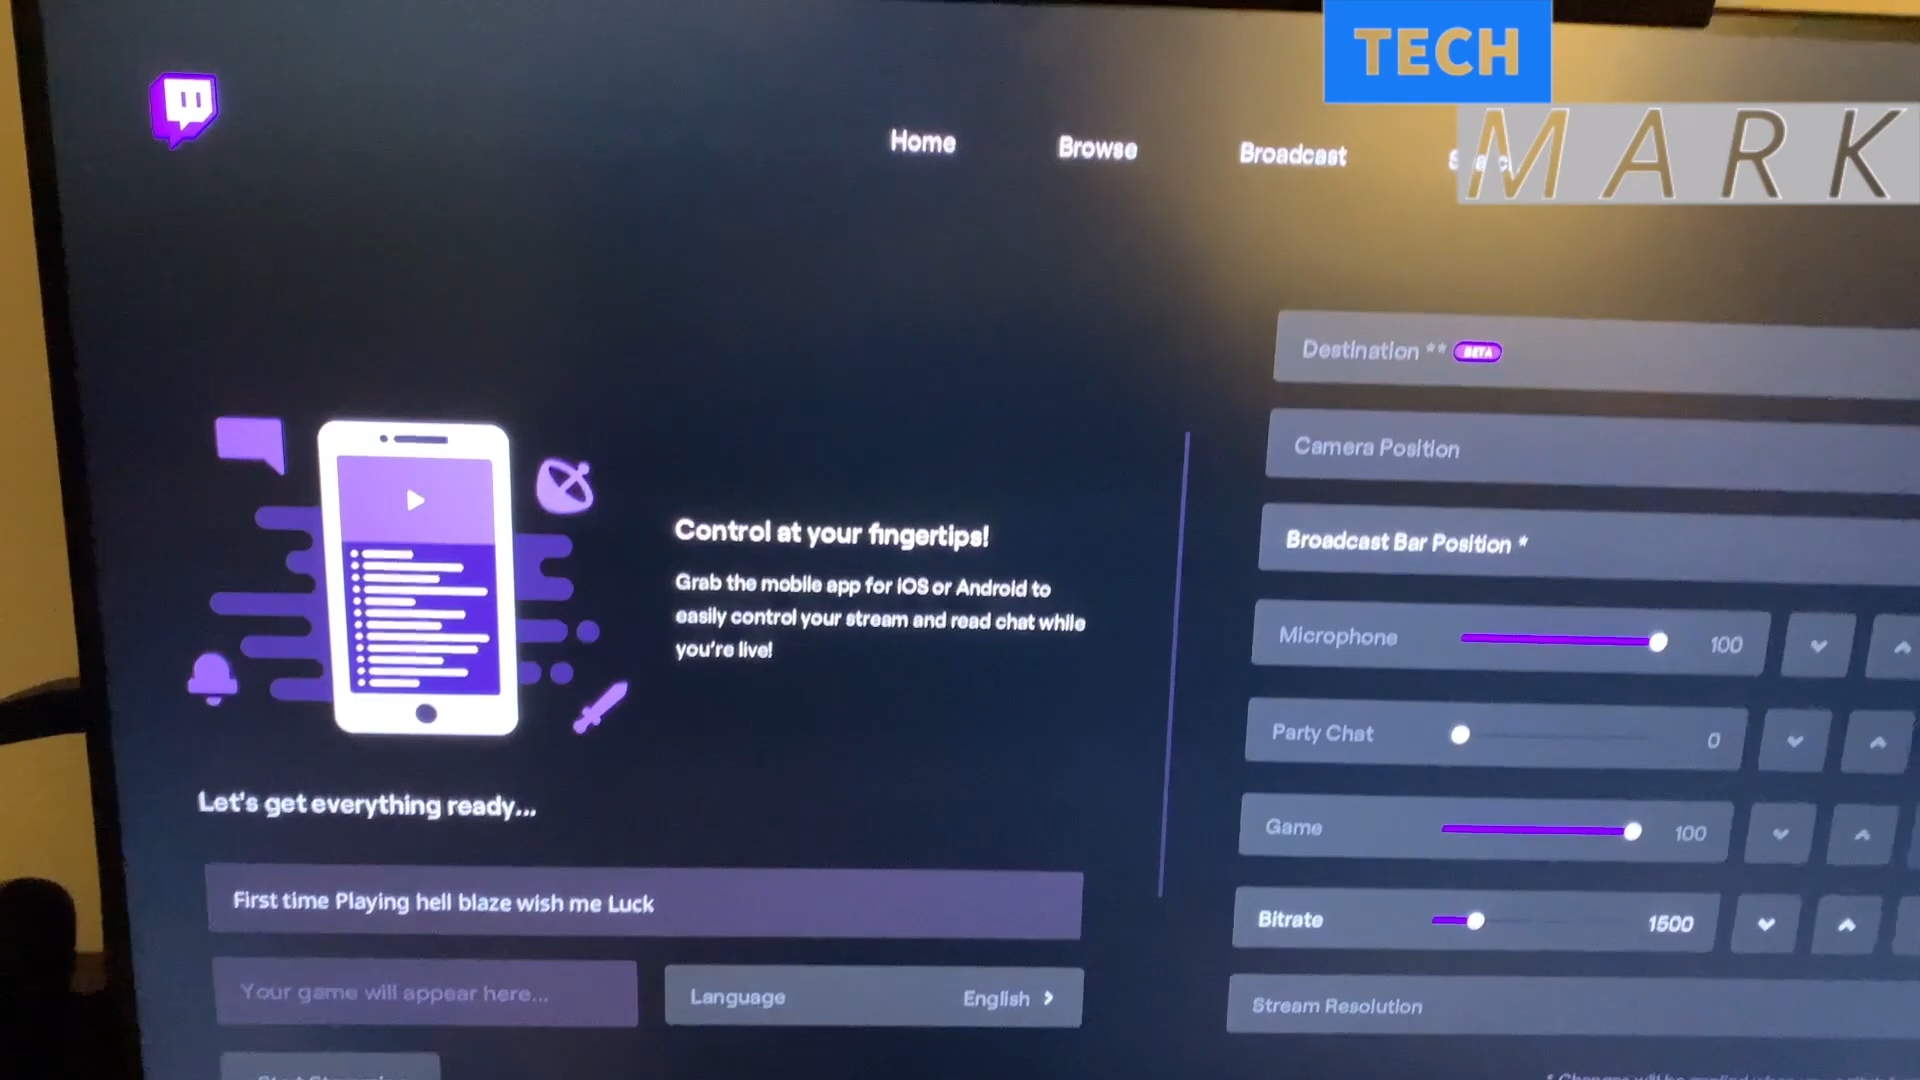 TECH
MARK
Home
Browse
Broadcast
Destination ** BETA
Camera Position
Broadcast Bar Position *
Microphone 100
Party Chat 0
Game 100
Bitrate 1500
Stream Resolution
Control at your fingertips!
Grab the mobile app for iOS or Android to
easily control your stream and read chat while
you're live!
Let's get everything ready...
First time Playing hell blaze wish me Luck
Your game will appear here...
Language English